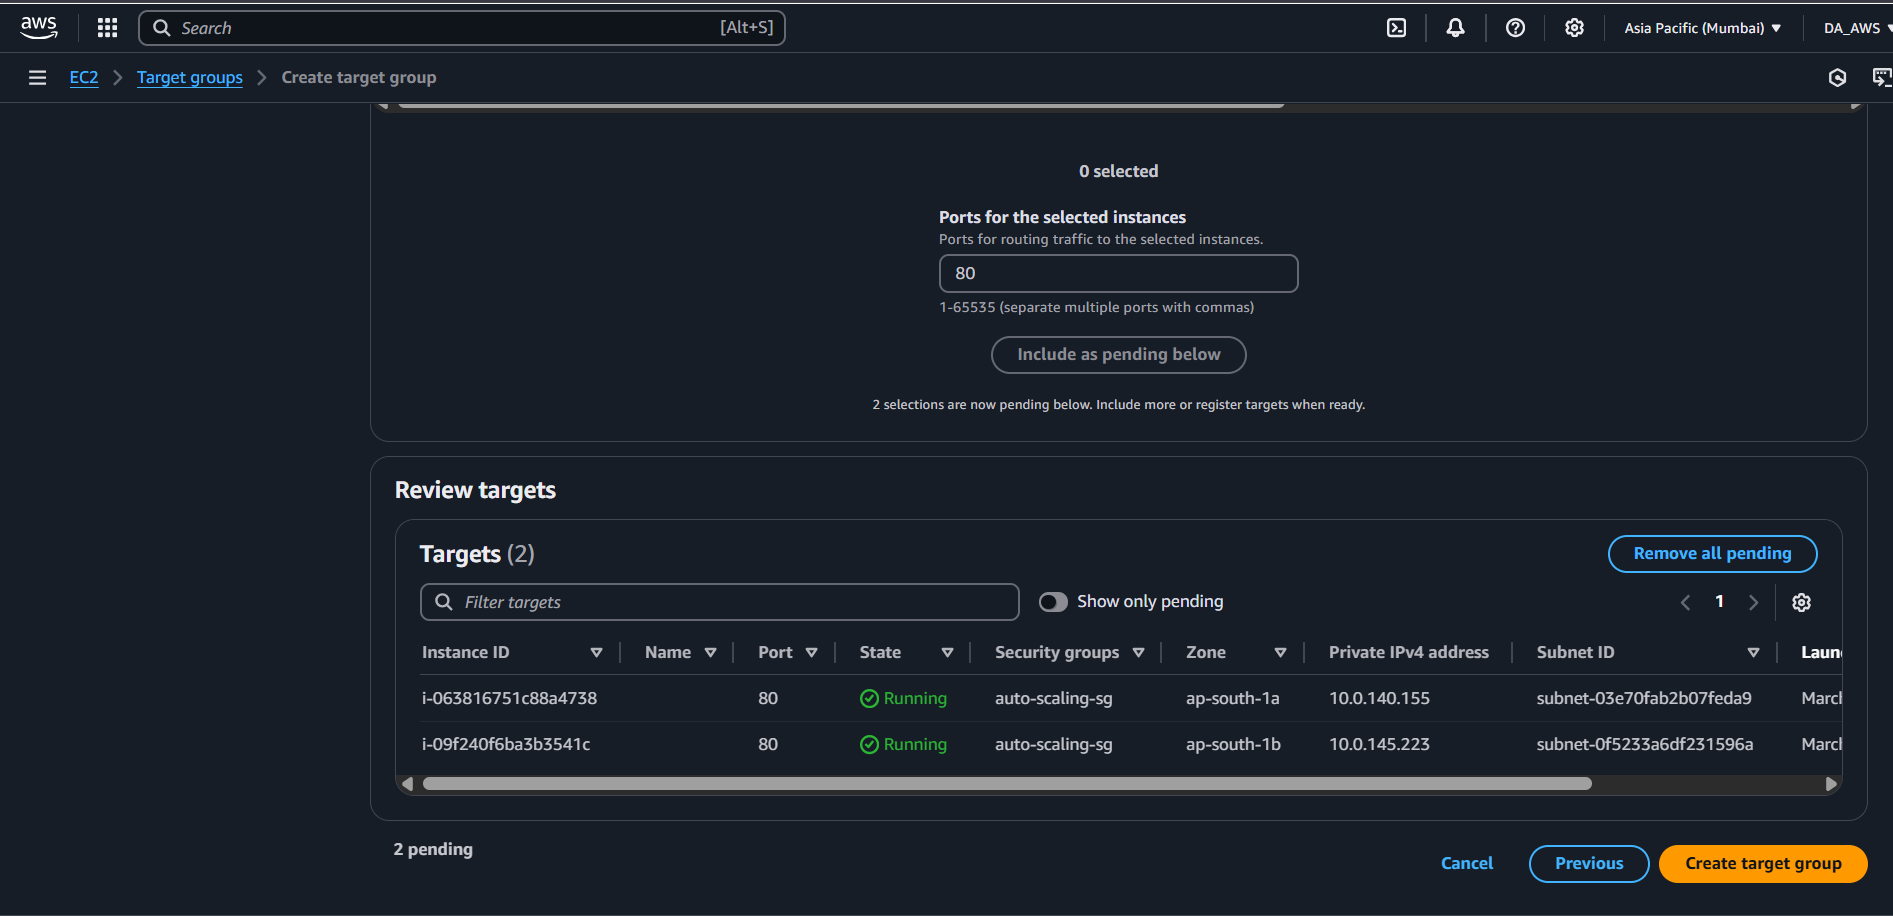 aws
Search [Alt+S]
Asia Pacific (Mumbai) ▼
DA_AWS
EC2 > Target groups > Create target group
0 selected
Ports for the selected instances
Ports for routing traffic to the selected instances.
80
1-65535 (separate multiple ports with commas)
Include as pending below
2 selections are now pending below. Include more or register targets when ready.
Review targets
Targets (2)
Remove all pending
Filter targets
Show only pending
1
Instance ID Name Port State Security groups Zone Private IPv4 address Subnet ID Laun
i-063816751c88a4738 80 Running auto-scaling-sg ap-south-1a 10.0.140.155 subnet-03e70fab2b07feda9 March
i-09f240f6ba3b3541c 80 Running auto-scaling-sg ap-south-1b 10.0.145.223 subnet-0f5233a6df231596a March
2 pending
Cancel
Previous
Create target group